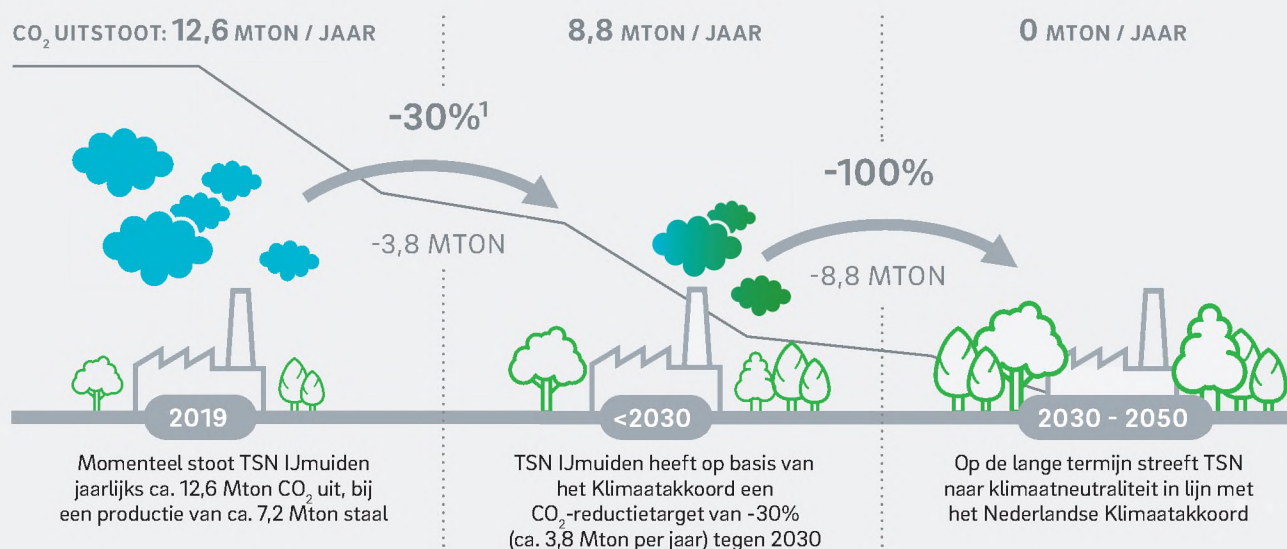 CO₂ UITSTOOT: 12,6 MTON / JAAR
8,8 MTON / JAAR
0 MTON / JAAR
-30%¹
-3,8 MTON
-100%
-8,8 MTON
2019
<2030
2030 - 2050
Momenteel stoot TSN IJmuiden
jaarlijks ca. 12,6 Mton CO₂ uit, bij
een productie van ca. 7,2 Mton staal
TSN IJmuiden heeft op basis van
het Klimaatakkoord een
CO₂-reductietarget van -30%
(ca. 3,8 Mton per jaar) tegen 2030
Op de lange termijn streeft TSN
naar klimaatneutraliteit in lijn met
het Nederlandse Klimaatakkoord